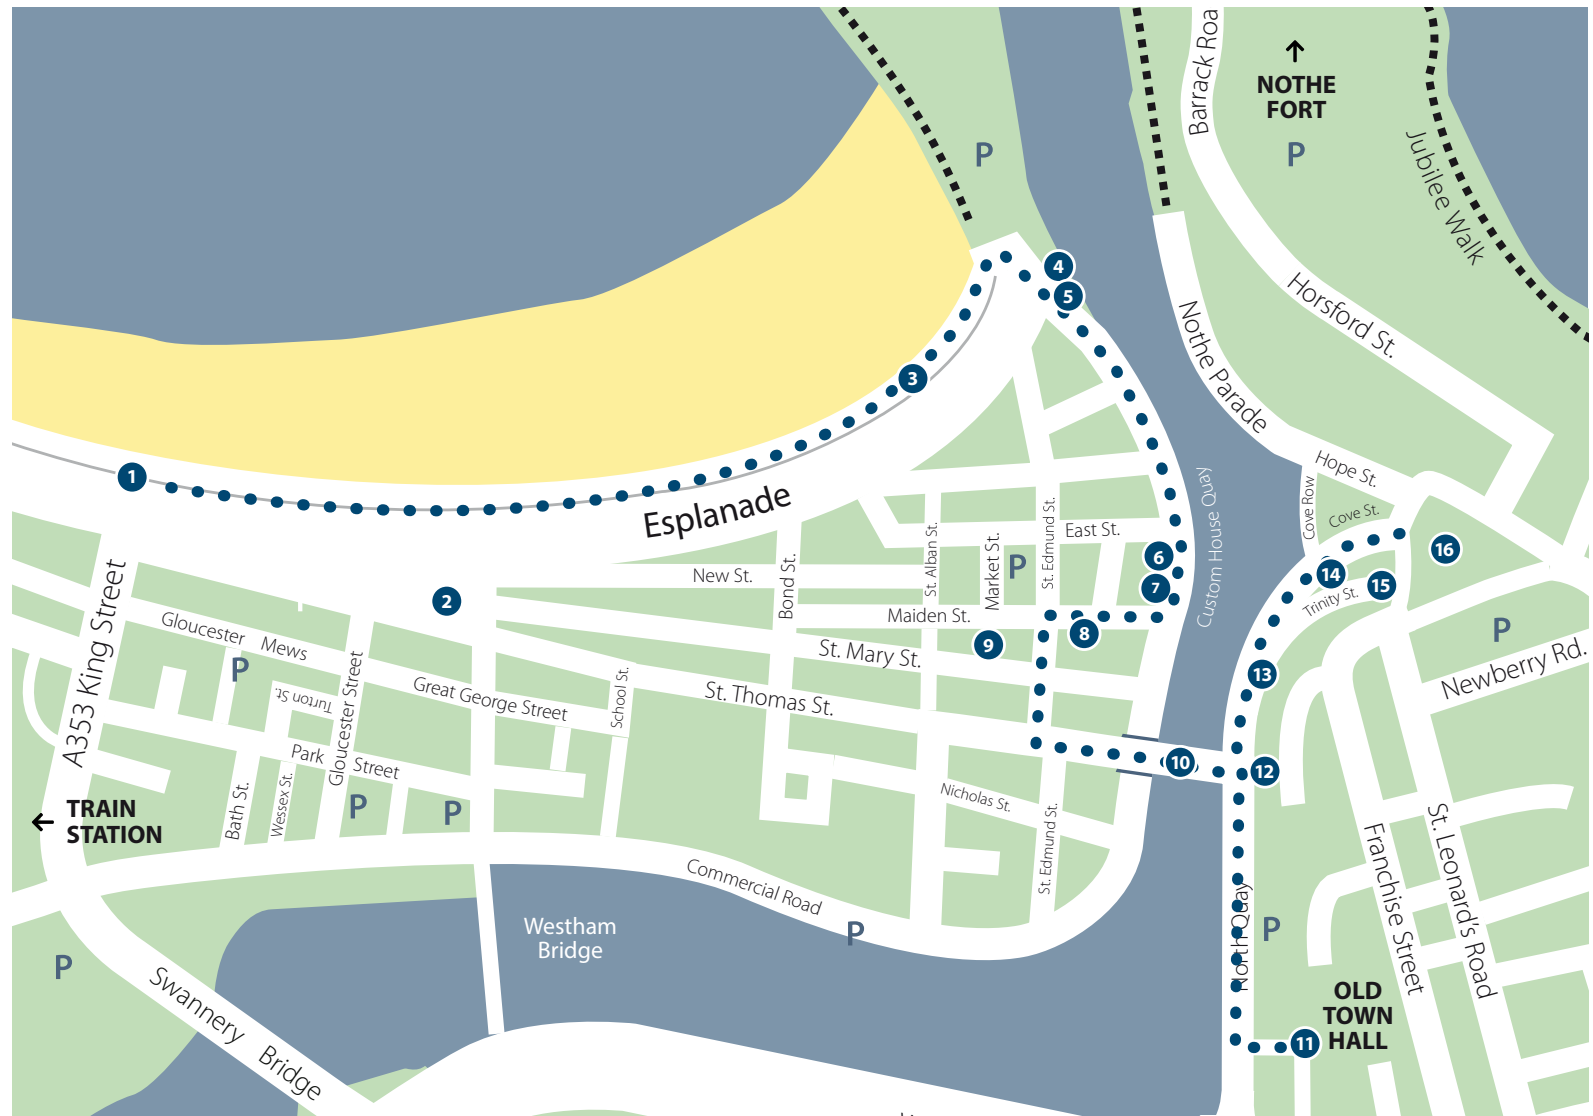 Barrack Roa
NOTHE
FORT
P
P
Jubilee Walk
4
5
Horsford St.
Nothe Parade
3
1
Esplanade
Hope St.
Cove Row
Cove St.
Custom House Quay
St. Alban St.
Market St.
P
St. Edmund St.
East St.
6
7
16
14
15
Trinity St.
New St.
Bond St.
2
Maiden St.
8
9
P
A353 King Street
Gloucester
Mews
St. Mary St.
Newberry Rd.
P
13
Turton St.
Gloucester Street
Great George Street
School St.
St. Thomas St.
Park
Street
10
12
TRAIN
STATION
Bath St.
Wessex St.
P
P
Nicholas St.
St. Edmund St.
Franchise Street
St. Leonard's Road
Commercial Road
P
North Quay
P
Westham
Bridge
P
Swannery
Bridge
OLD
TOWN
HALL
11